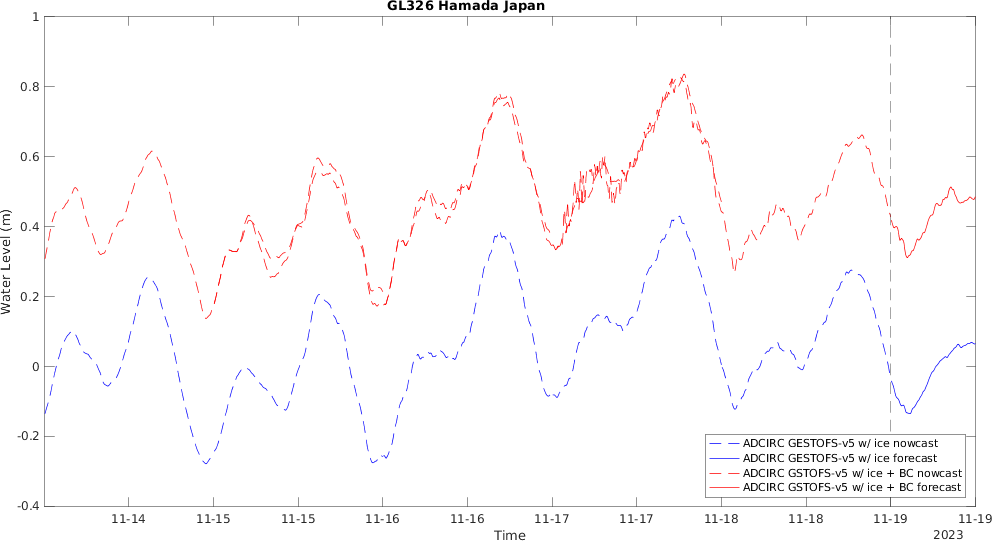 GL326 Hamada Japan
1
0.8
0.6
0.4
0.2
0
-0.2
-0.4
Water Level (m)
ADCIRC GESTOFS-v5 w/ ice nowcast
ADCIRC GESTOFS-v5 w/ ice forecast
ADCIRC GSTOFS-v5 w/ ice + BC nowcast
ADCIRC GSTOFS-v5 w/ ice + BC forecast
11-14 11-15 11-15 11-16 11-16 11-17 11-17 11-18 11-18 11-19 11-19
Time
2023